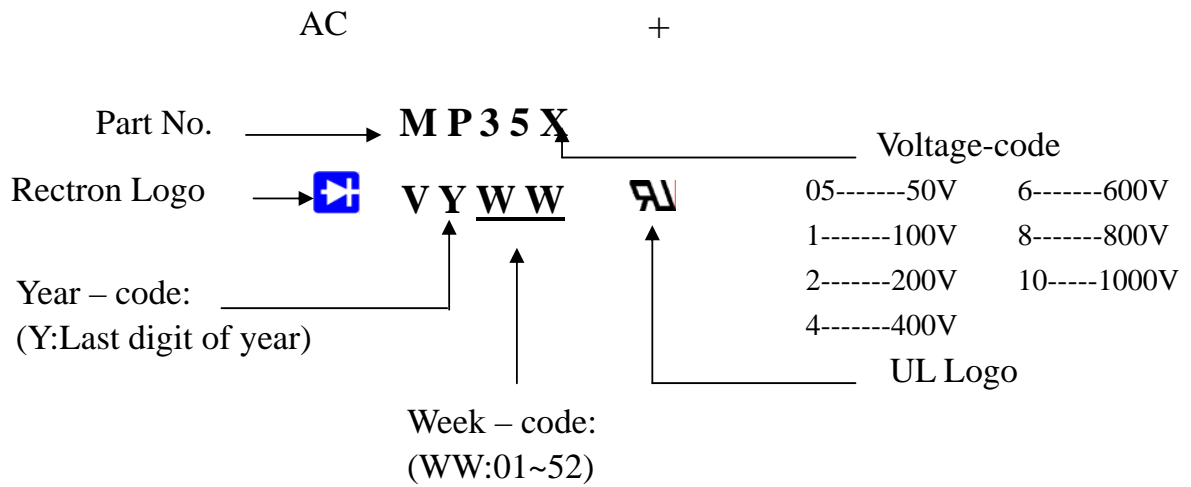 AC +
Part No. M P 3 5 X
Voltage-code
Rectron Logo V Y W W
05-------50V 6-------600V
1-------100V 8-------800V
2-------200V 10-----1000V
4-------400V
Year – code:
(Y:Last digit of year)
UL Logo
Week – code:
(WW:01~52)